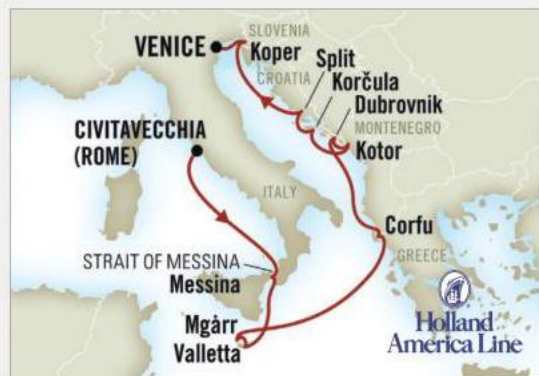 SLOVENIA
VENICE
Koper
Split
CROATIA
Korčula
Dubrovnik
MONTENEGRO
Kotor
CIVITAVECCHIA
(ROME)
ITALY
Corfu
GREECE
STRAIT OF MESSINA
Messina
Mgårr
Valletta
Holland
America Line